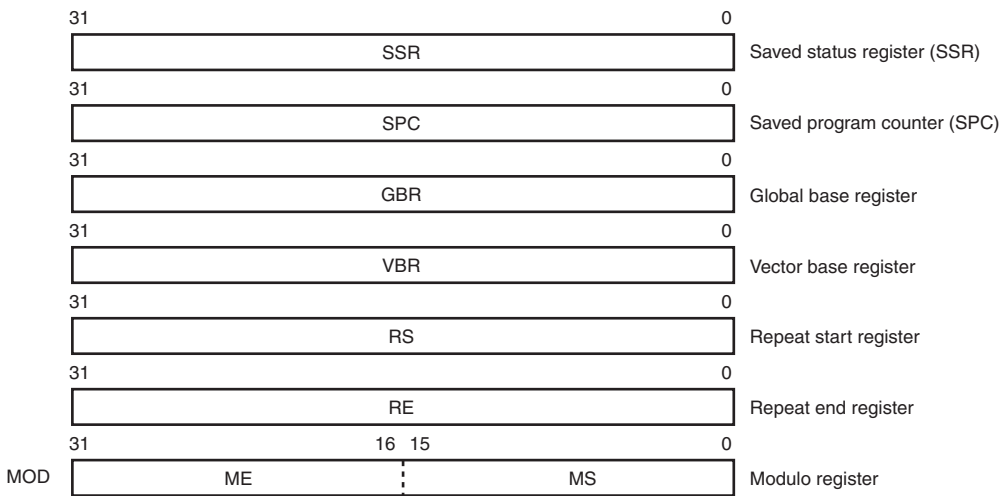 31 0
SSR Saved status register (SSR)
31 0
SPC Saved program counter (SPC)
31 0
GBR Global base register
31 0
VBR Vector base register
31 0
RS Repeat start register
31 0
RE Repeat end register
31 16 15 0
MOD ME MS Modulo register